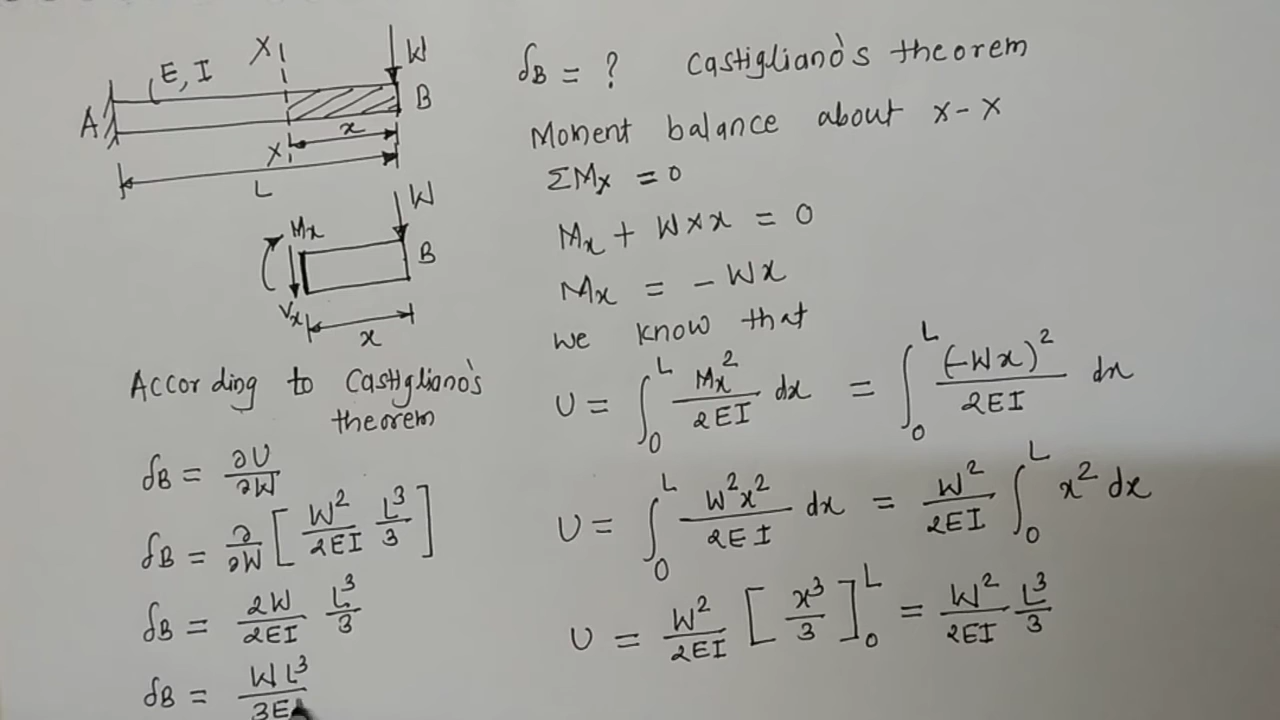 E, I
X
W
A
B
x
X
L
W
Mx
B
Vx
x
δB = ? Castigliano's theorem
Moment balance about x-x
ΣMx = 0
Mx + W×x = 0
Mx = -Wx
we know that
U = ∫₀ᴸ Mx²/2EI dx = ∫₀ᴸ (-Wx)²/2EI dx
U = ∫₀ᴸ W²x²/2EI dx = W²/2EI ∫₀ᴸ x² dx
U = W²/2EI [x³/3]₀ᴸ = W²/2EI L³/3
According to Castigliano's
theorem
δB = ∂U/∂W
δB = ∂/∂W [W²/2EI L³/3]
δB = 2W/2EI L³/3
δB = WL³/3E